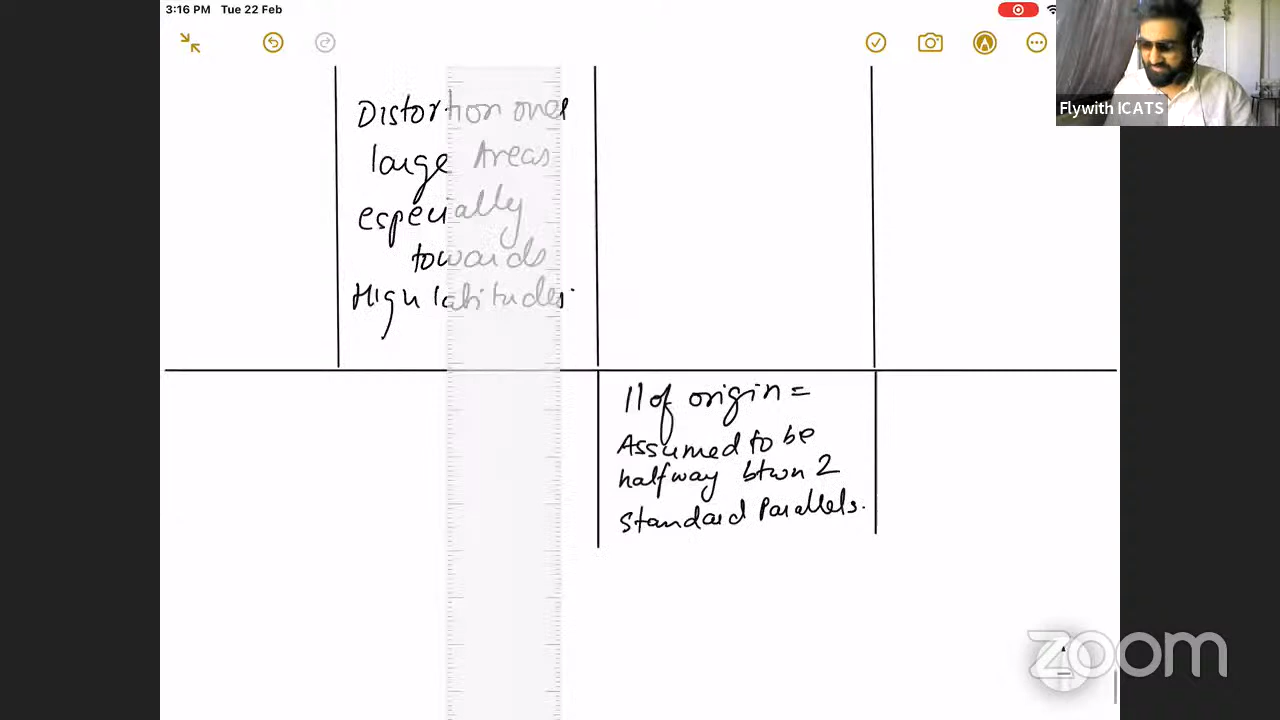 3:16 PM Tue 22 Feb
Flywith ICATS
Distortion over
large Areas
especially
towards
High latitudes.
11 of origin =
Assumed to be
halfway btwn 2
Standard Parallels.
zoom